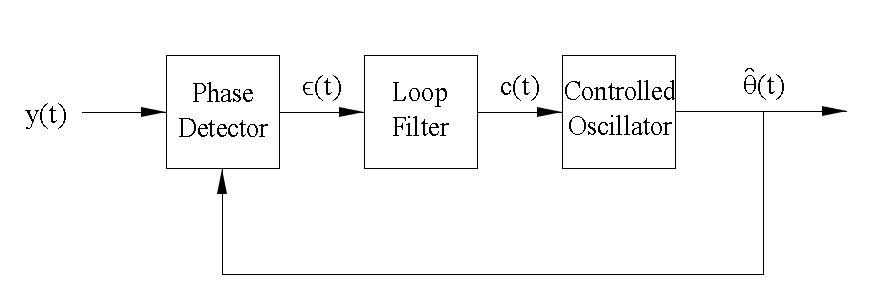 y(t)
Phase
Detector
ϵ(t)
Loop
Filter
c(t)
Controlled
Oscillator
θ̂(t)